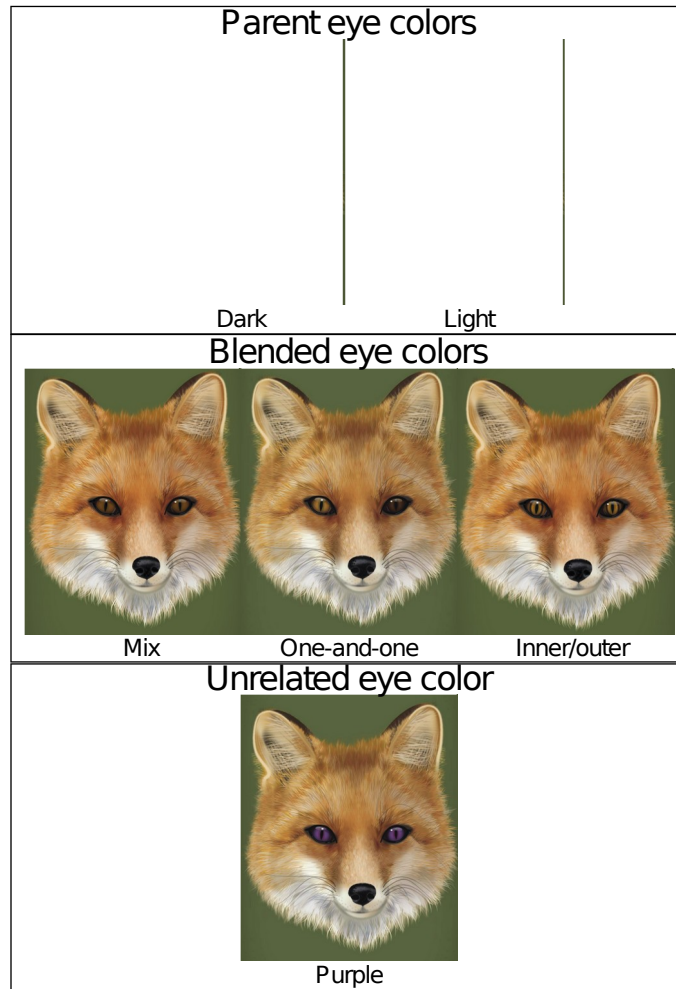 Parent eye colors
Dark Light
Blended eye colors
Mix One-and-one Inner/outer
Unrelated eye color
Purple